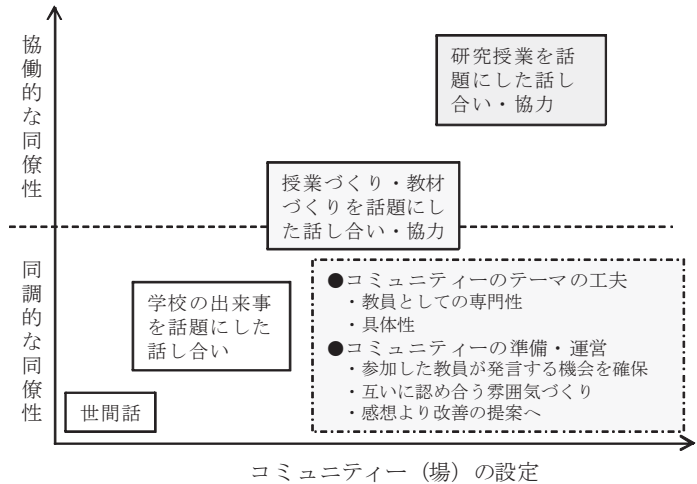 協働的な同僚性
研究授業を話
題にした話し
合い・協力
授業づくり・教材
づくりを話題にし
た話し合い・協力
同調的な同僚性
学校の出来事
を話題にした
話し合い
世間話
●コミュニティーのテーマの工夫
・教員としての専門性
・具体性
●コミュニティーの準備・運営
・参加した教員が発言する機会を確保
・互いに認め合う雰囲気づくり
・感想より改善の提案へ
コミュニティー（場）の設定